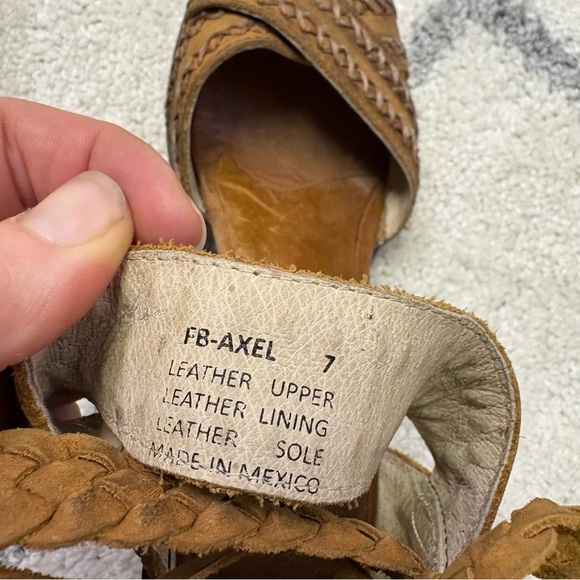 FB-AXEL 7
LEATHER UPPER
LEATHER LINING
LEATHER SOLE
MADE IN MEXICO